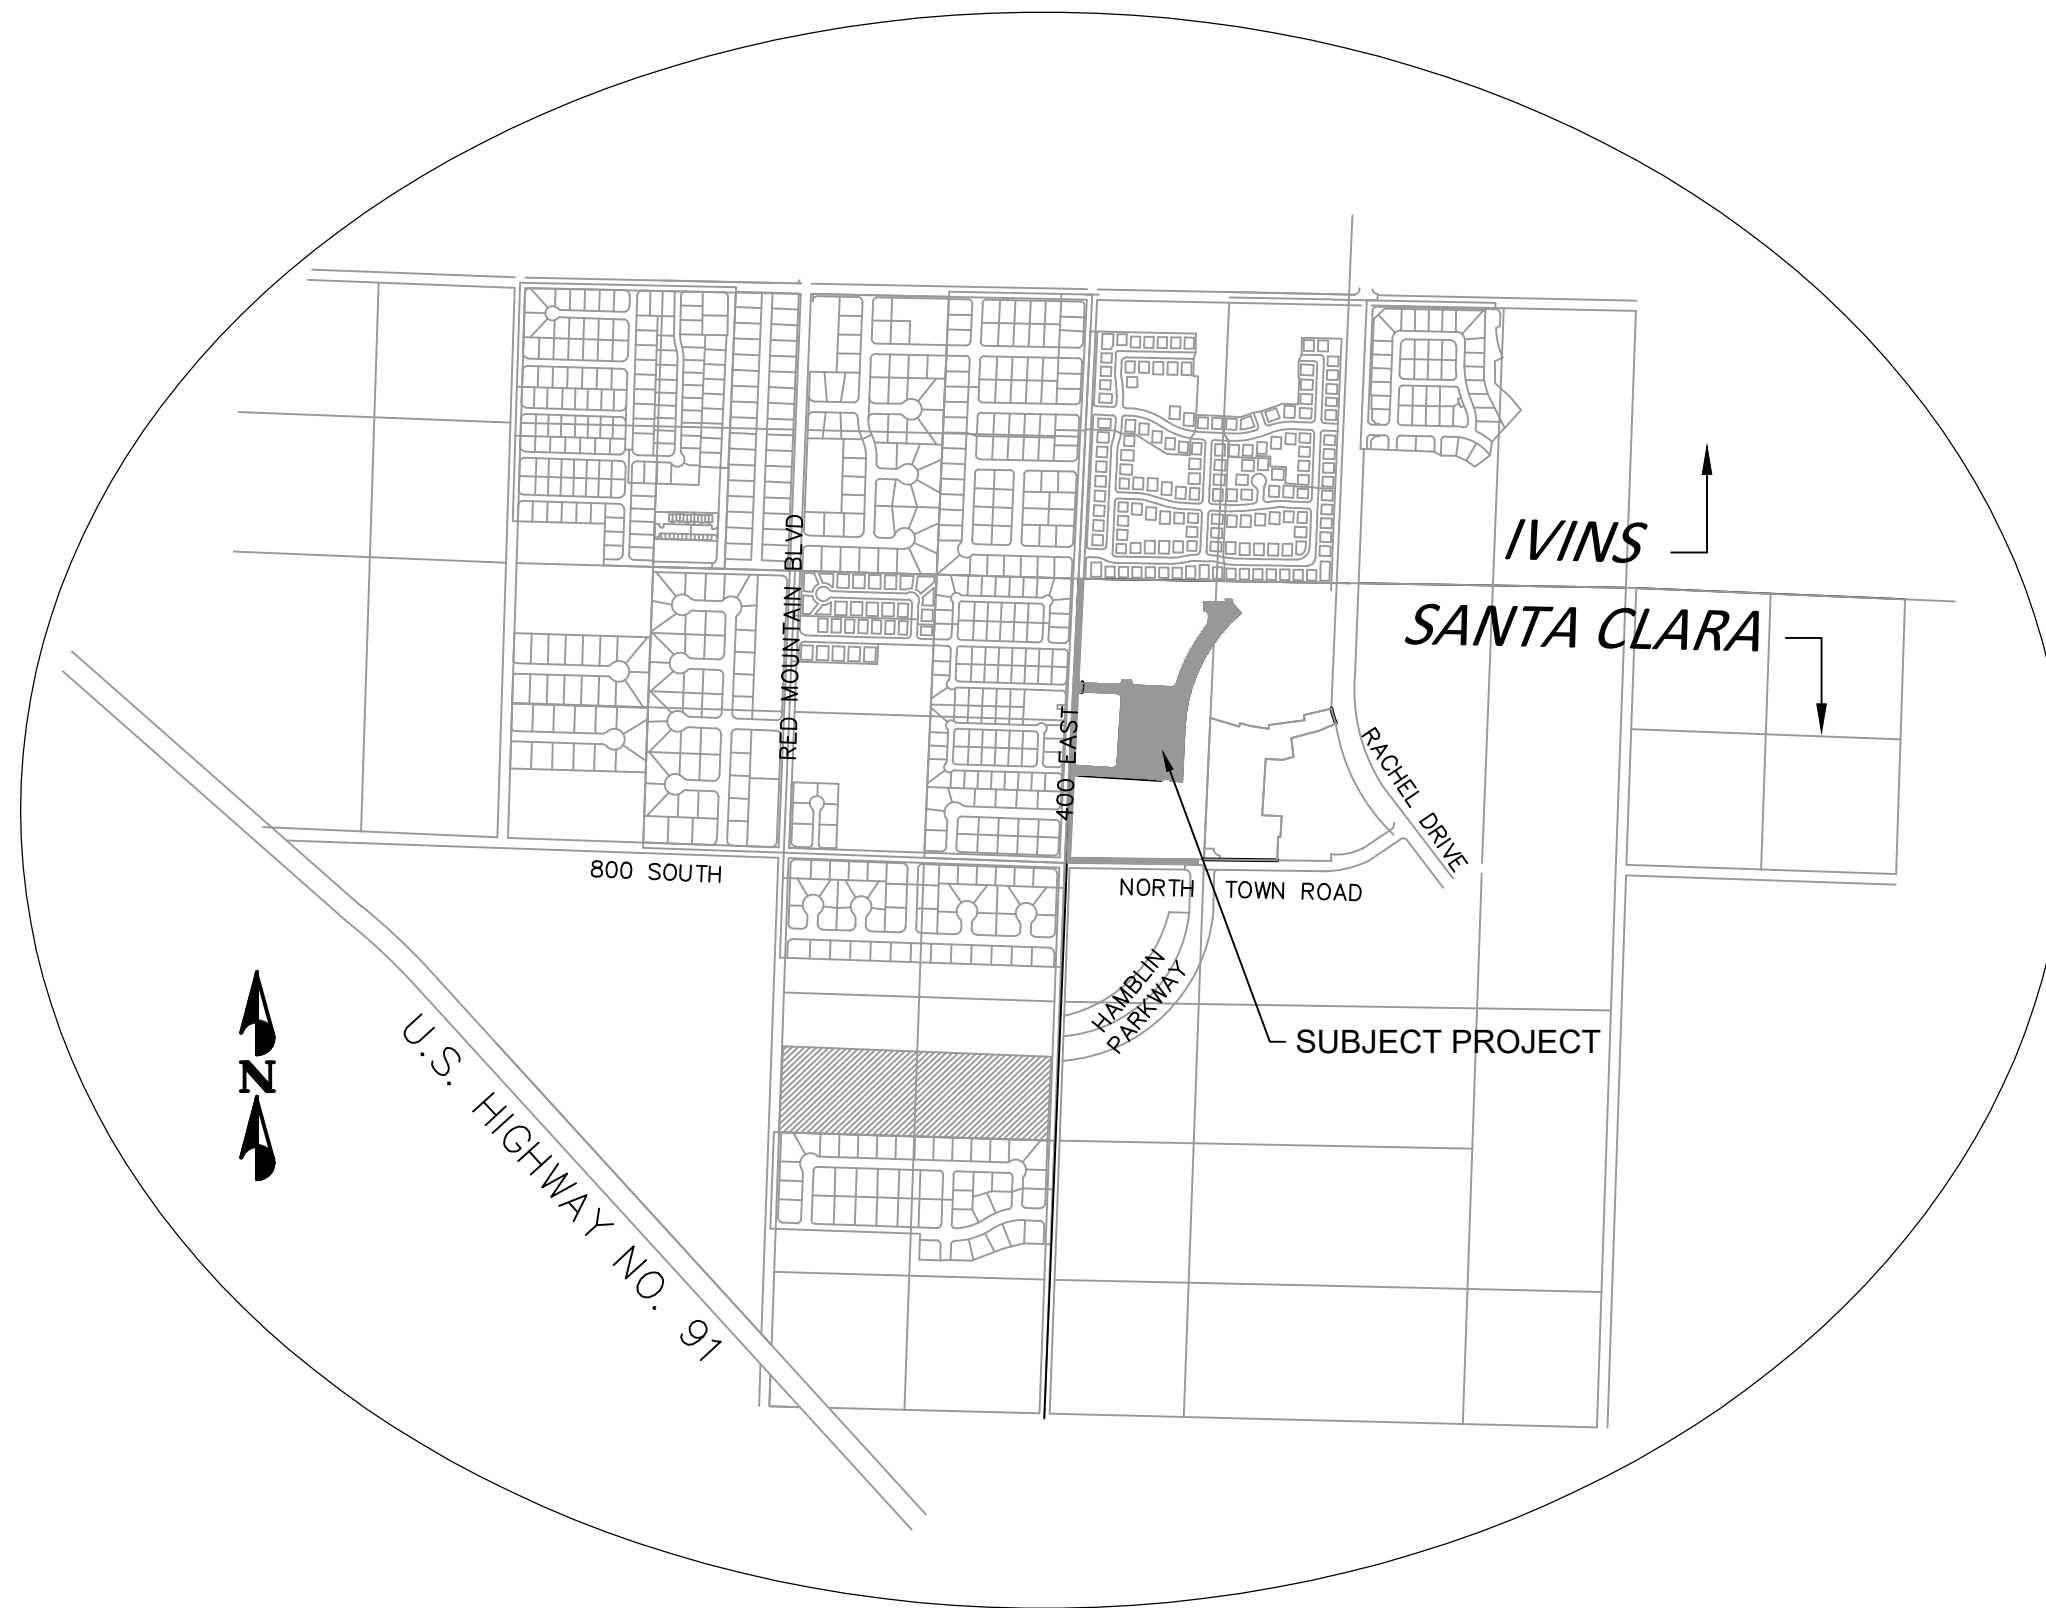 IVINS
SANTA CLARA
RED MOUNTAIN BLVD
400 EAST
RACHEL DRIVE
800 SOUTH
NORTH TOWN ROAD
HAMBLIN
PARKWAY
SUBJECT PROJECT
N
U.S. HIGHWAY NO. 91